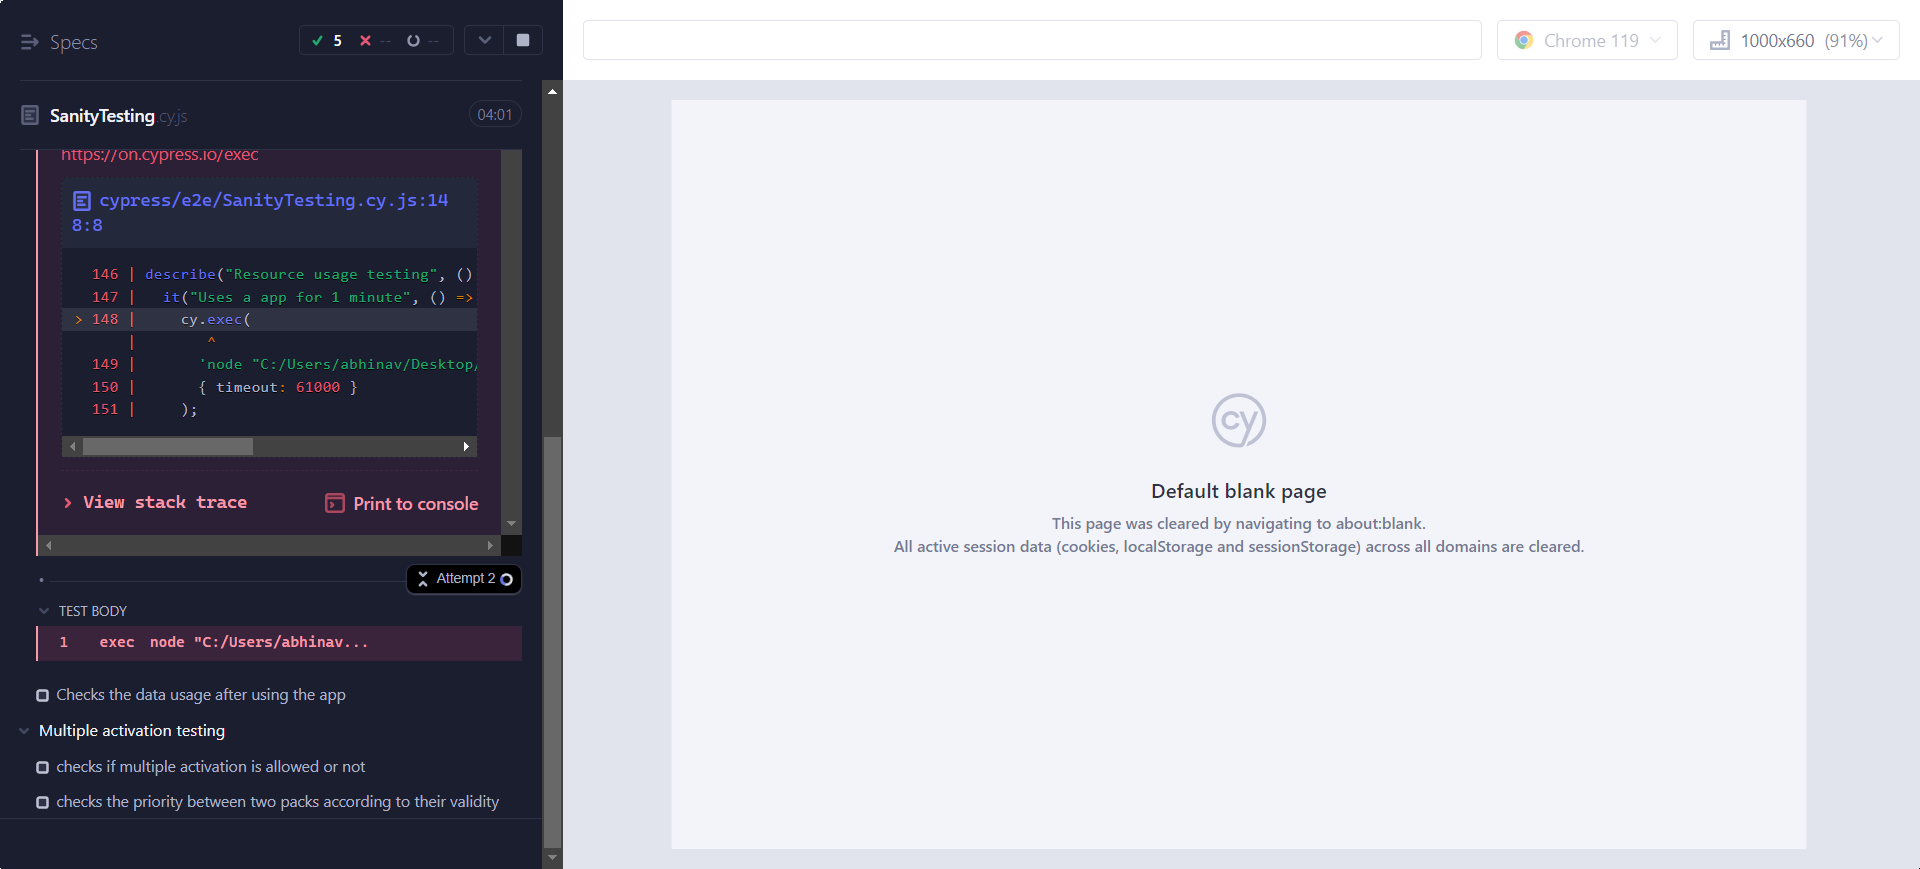 Specs
5 -- --
SanityTesting.cy.js
04:01
https://on.cypress.io/exec
cypress/e2e/SanityTesting.cy.js:14
8:8
146 | describe("Resource usage testing", ()
147 | it("Uses a app for 1 minute", () =>
> 148 | cy.exec(
| ^
149 | `node "C:/Users/abhinav/Desktop/
150 | { timeout: 61000 }
151 | );
View stack trace
Print to console
Attempt 2
TEST BODY
1 exec node "C:/Users/abhinav...
Checks the data usage after using the app
Multiple activation testing
checks if multiple activation is allowed or not
checks the priority between two packs according to their validity
Chrome 119
1000x660 (91%)
cy
Default blank page
This page was cleared by navigating to about:blank.
All active session data (cookies, localStorage and sessionStorage) across all domains are cleared.